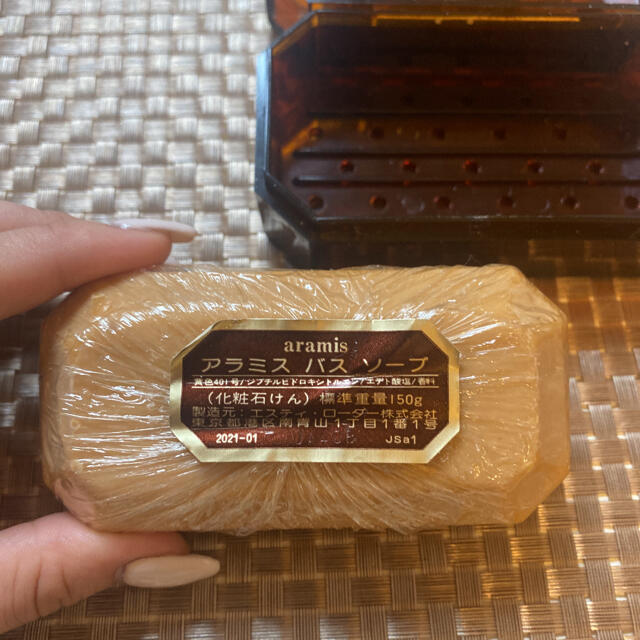 aramis
アラミス バス ソープ
黄色401号/ジブチルヒドロキシトルエン/エデト酸塩/香料
(化粧石けん) 標準重量150g
製造元:エスティ・ローダー株式会社
東京都港区南青山1丁目1番1号
2021-01 JSa1